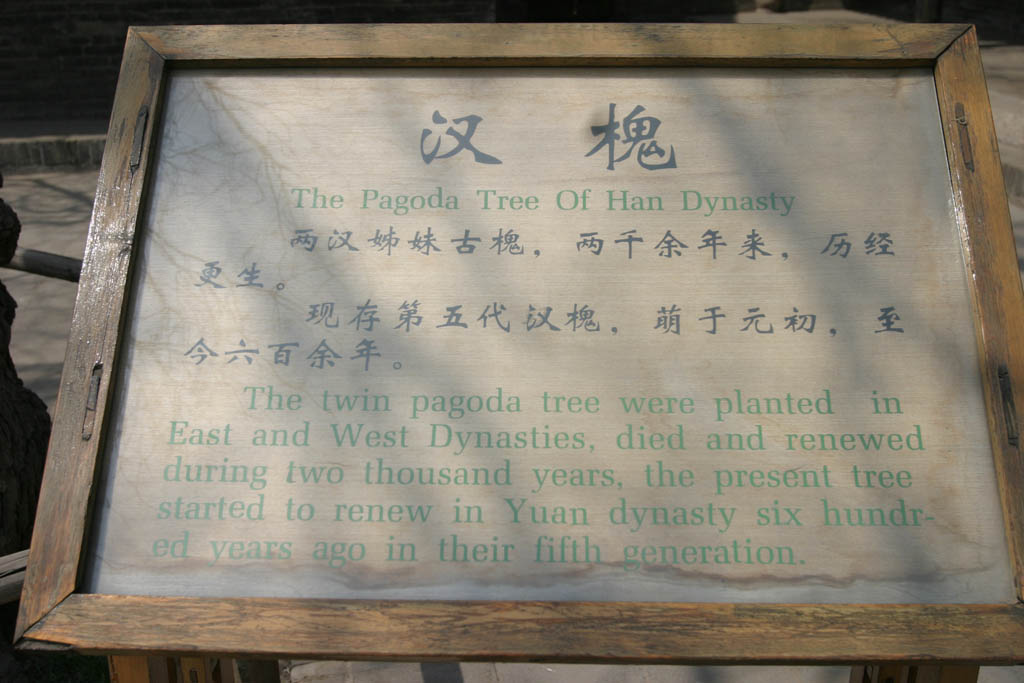 汉 槐
The Pagoda Tree Of Han Dynasty
两汉姊妹古槐，两千余年来，历经
更生。
现存第五代汉槐，萌于元初，至
今六百余年。
The twin pagoda tree were planted in
East and West Dynasties, died and renewed
during two thousand years, the present tree
started to renew in Yuan dynasty six hundr-
ed years ago in their fifth generation.